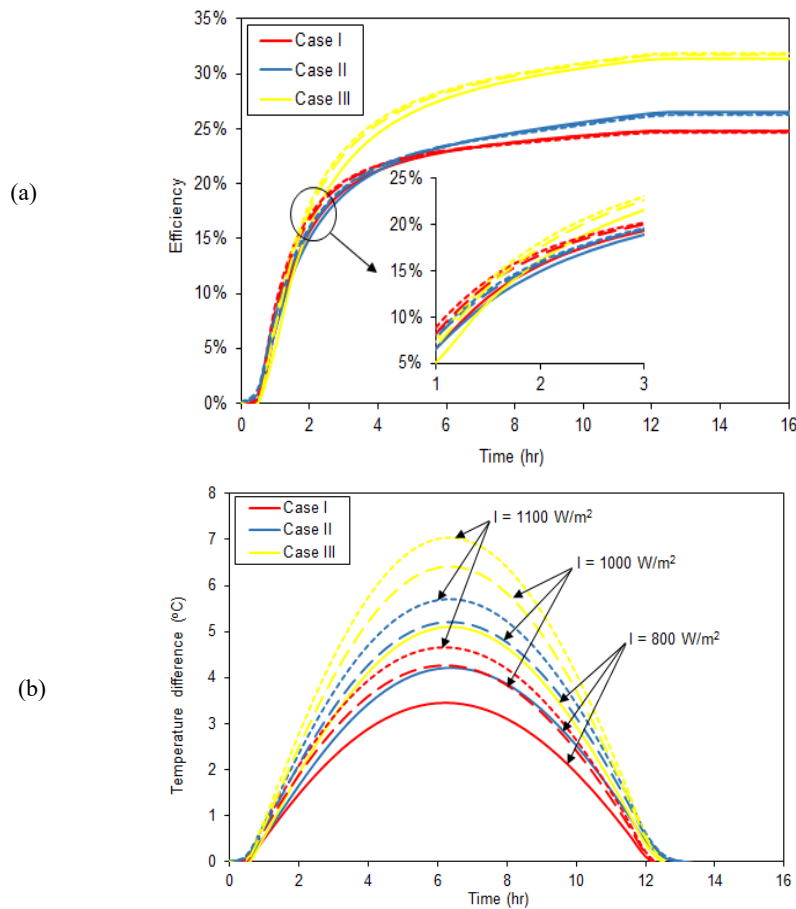 (a)
35%
30%
25%
20%
15%
10%
5%
0%
Efficiency
Case I
Case II
Case III
25%
20%
15%
10%
5%
1
2
3
0
2
4
6
8
10
12
14
16
Time (hr)
(b)
8
7
6
5
4
3
2
1
0
Temperature difference (ºC)
Case I
Case II
Case III
I = 1100 W/m²
I = 1000 W/m²
I = 800 W/m²
0
2
4
6
8
10
12
14
16
Time (hr)